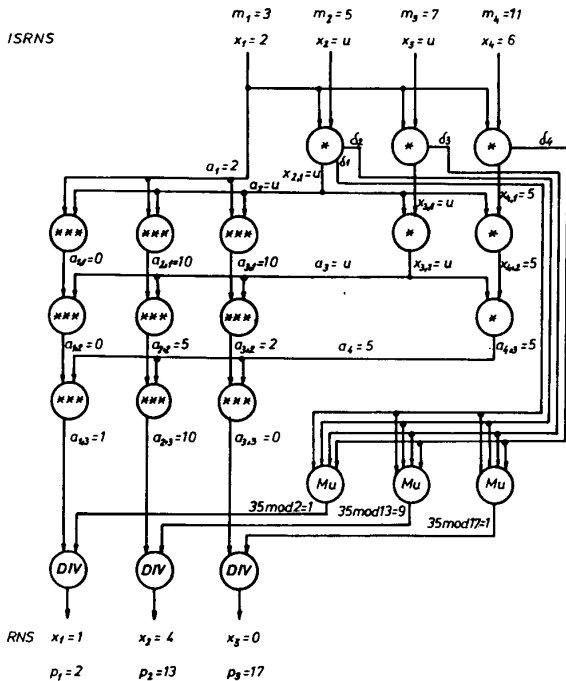 m₁=3 m₂=5 m₃=7 m₄=11
ISRNS x₁=2 x₂=u x₃=u x₄=6
* δ₂ * δ₃ * δ₄
δ₁
a₁=2 x₂,₁=u
a₂=u x₃,₁=u x₄,₁=5
*** *** *** * *
a₁,₁=0 a₂,₁=10 a₃,₁=10 a₃=u x₃,₂=u x₄,₂=5
*** *** *** *
a₁,₂=0 a₂,₂=5 a₃,₂=2 a₄=5 a₄,₃=5
*** *** ***
a₁,₃=1 a₂,₃=10 a₃,₃=0
Mu Mu Mu
35mod2=1 35mod13=9 35mod17=1
DIV DIV DIV
RNS x₁=1 x₂=4 x₃=0
p₁=2 p₂=13 p₃=17